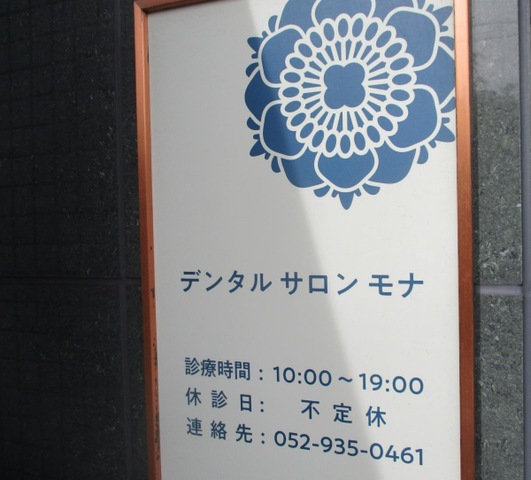 デンタル サロン モナ
診療時間：10:00～19:00
休診日：　不定休
連絡先：052-935-0461